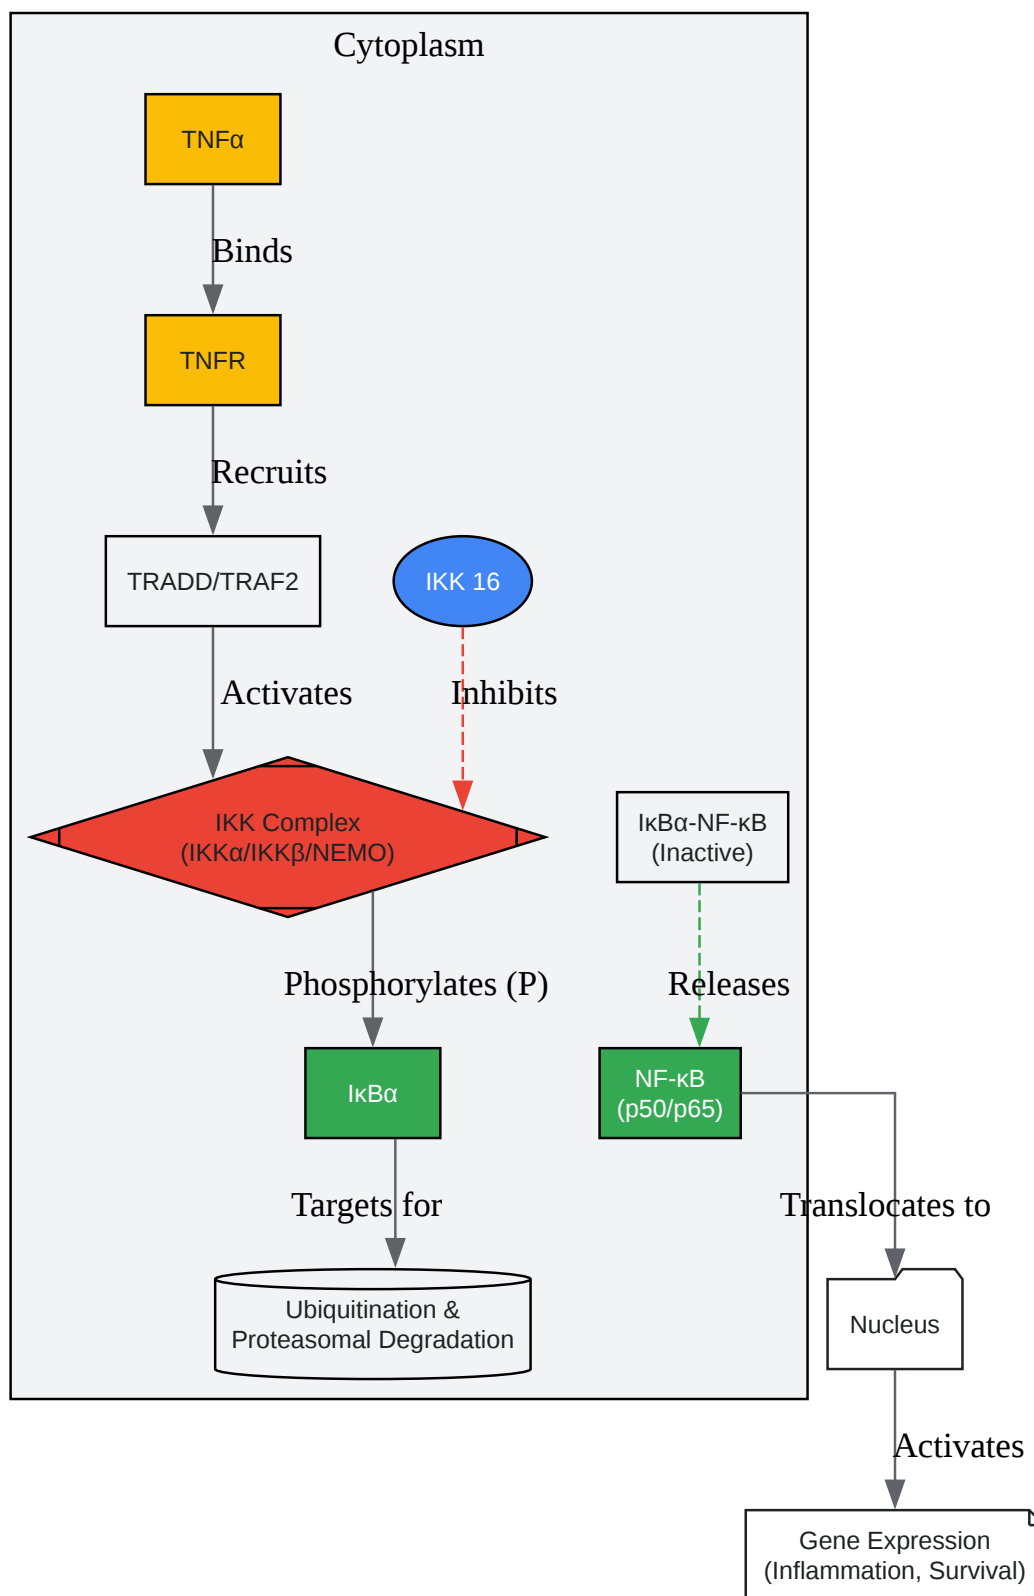 Cytoplasm
TNFα
Binds
TNFR
Recruits
TRADD/TRAF2
IKK 16
Activates
Inhibits
IKK Complex
(IKKα/IKKβ/NEMO)
IκBα-NF-κB
(Inactive)
Phosphorylates (P)
Releases
IκBα
NF-κB
(p50/p65)
Targets for
Translocates to
Ubiquitination &
Proteasomal Degradation
Nucleus
Activates
Gene Expression
(Inflammation, Survival)